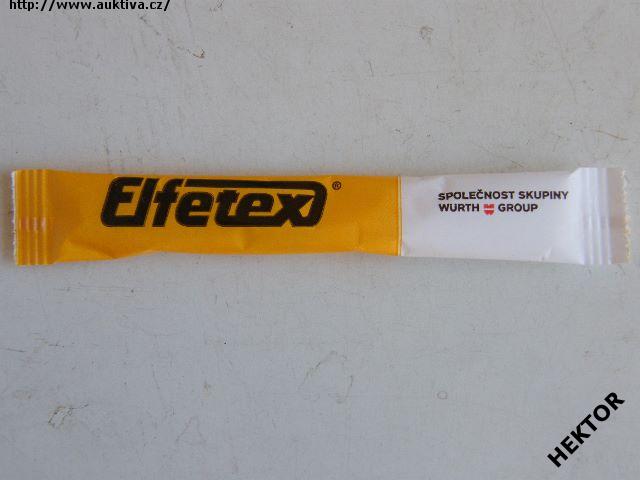 http://www.auktiva.cz/
Elfetex®
SPOLEČNOST SKUPINY
WURTH GROUP
HEKTOR